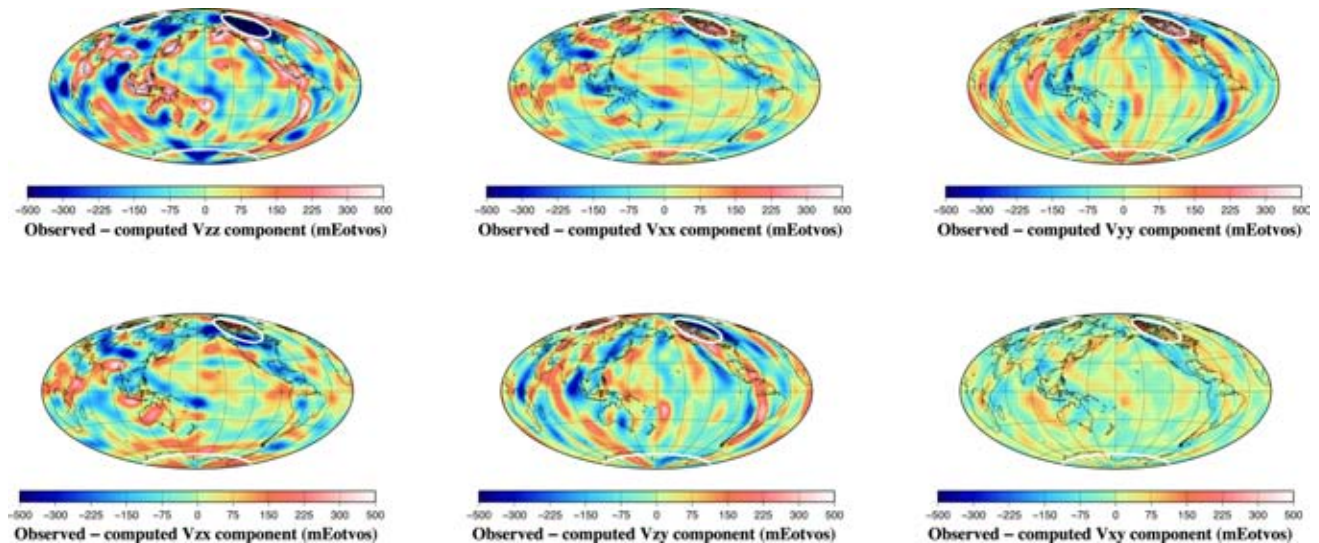 −500 −300 −225 −150 −75 0 75 150 225 300 500
Observed − computed Vzz component (mEotvos)
−500 −300 −225 −150 −75 0 75 150 225 300 500
Observed − computed Vxx component (mEotvos)
−500 −300 −225 −150 −75 0 75 150 225 300 500
Observed − computed Vyy component (mEotvos)
−500 −300 −225 −150 −75 0 75 150 225 300 500
Observed − computed Vzx component (mEotvos)
−500 −300 −225 −150 −75 0 75 150 225 300 500
Observed − computed Vzy component (mEotvos)
−500 −300 −225 −150 −75 0 75 150 225 300 500
Observed − computed Vxy component (mEotvos)